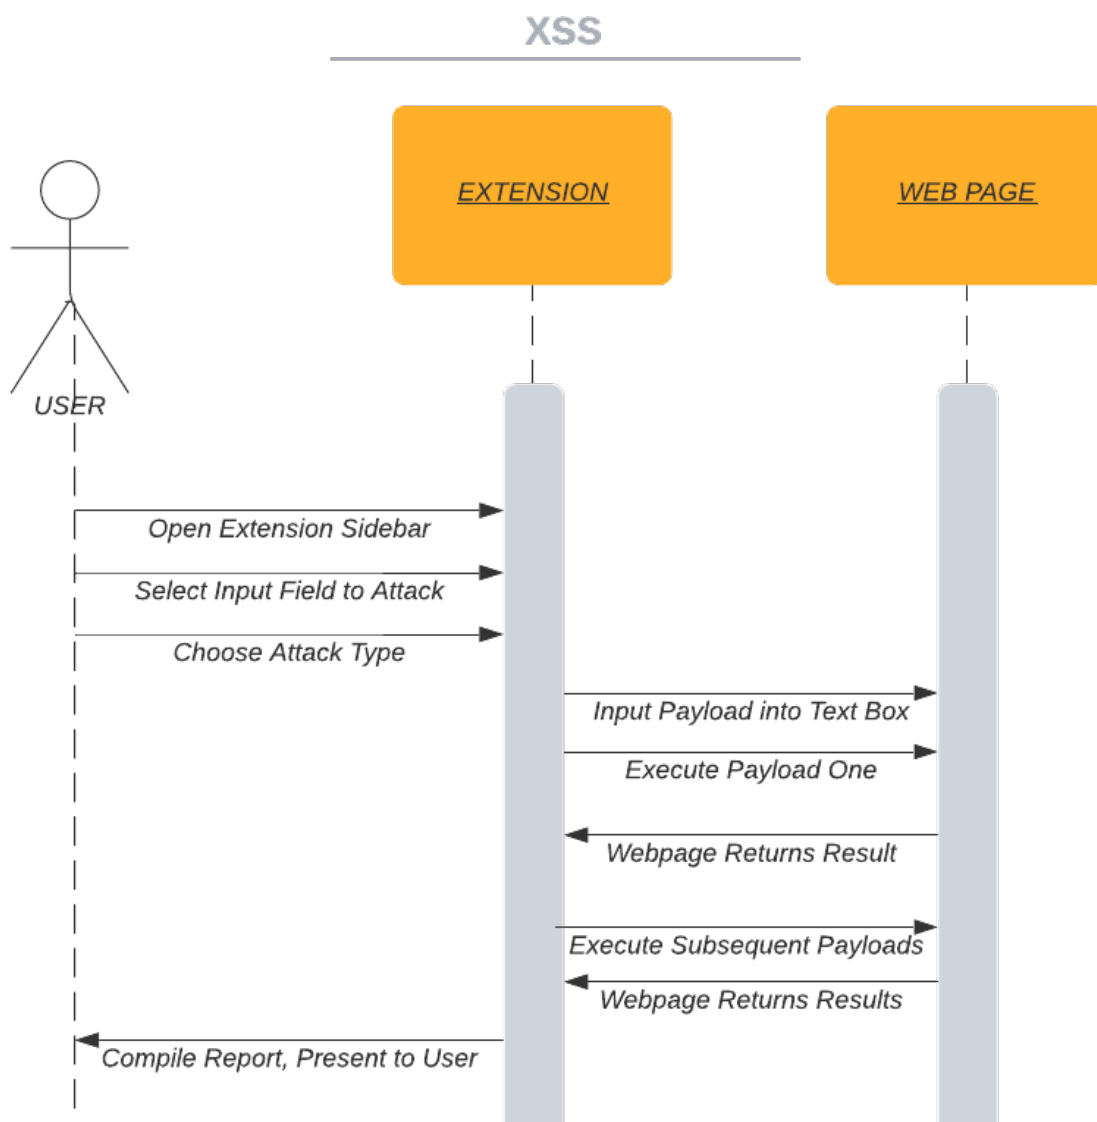 XSS
EXTENSION
WEB PAGE
USER
Open Extension Sidebar
Select Input Field to Attack
Choose Attack Type
Input Payload into Text Box
Execute Payload One
Webpage Returns Result
Execute Subsequent Payloads
Webpage Returns Results
Compile Report, Present to User